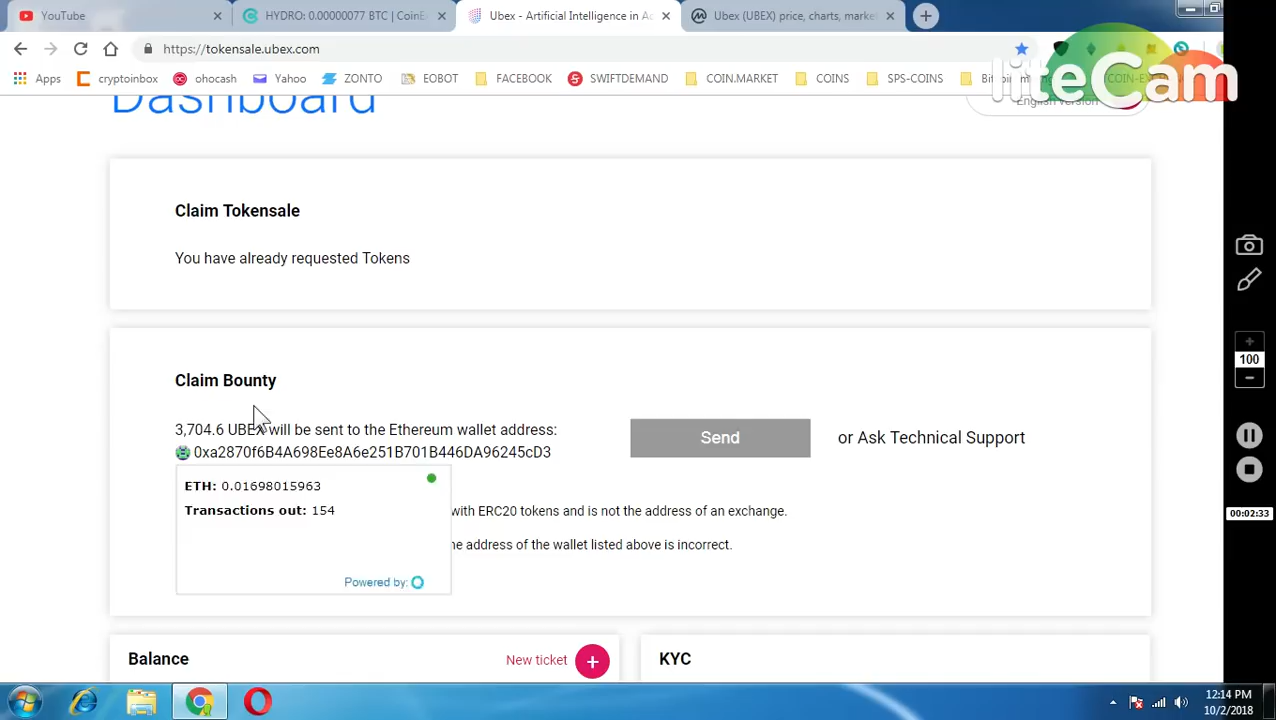 YouTube
HYDRO: 0.00000077 BTC | CoinE
Ubex - Artificial Intelligence in A
Ubex (UBEX) price, charts, marke
https://tokensale.ubex.com
Apps
cryptoinbox
ohocash
Yahoo
ZONTO
EOBOT
FACEBOOK
SWIFTDEMAND
COIN.MARKET
COINS
SPS-COINS
liteCam
Dashboard
English version
Claim Tokensale
You have already requested Tokens
Claim Bounty
3,704.6 UBEX will be sent to the Ethereum wallet address:
0xa2870f6B4A698Ee8A6e251B701B446DA96245cD3
Send
or Ask Technical Support
ETH: 0.01698015963
Transactions out: 154
with ERC20 tokens and is not the address of an exchange.
he address of the wallet listed above is incorrect.
Powered by:
Balance
New ticket +
KYC
100
00:02:33
12:14 PM
10/2/2018